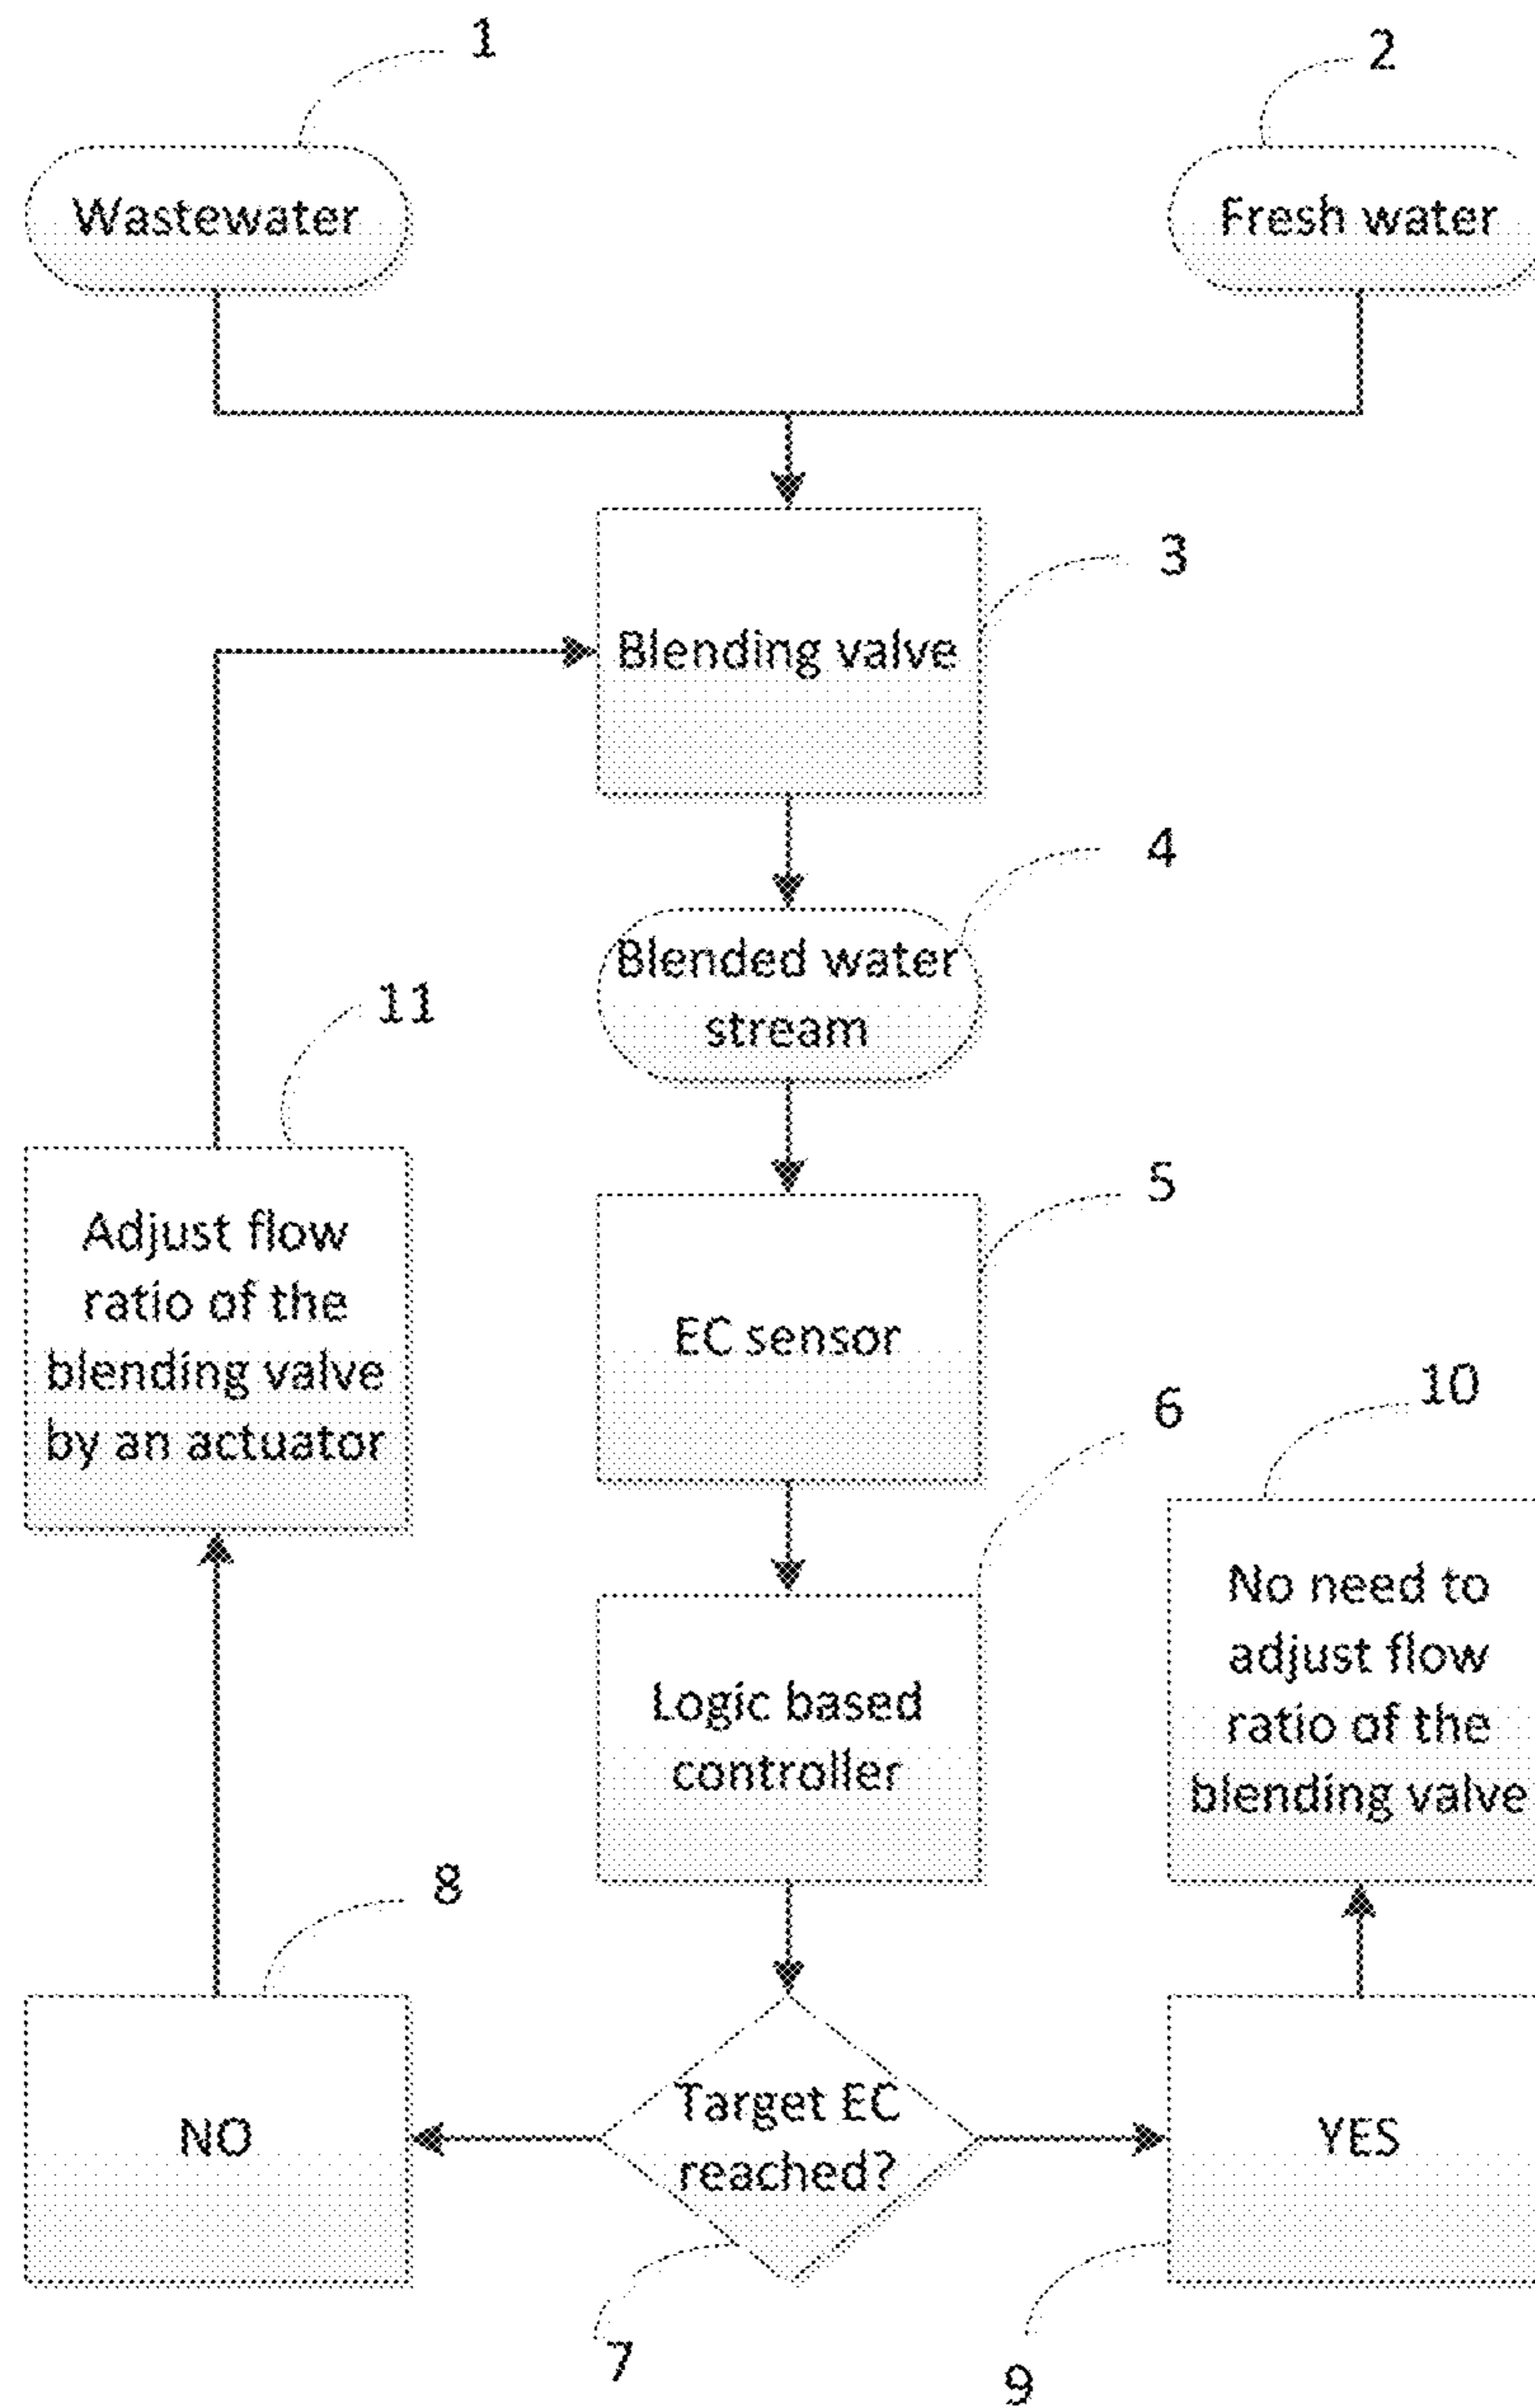 1
2
Wastewater
Fresh water
3
Blending valve
4
Blended water
stream
11
5
Adjust flow
ratio of the
blending valve
by an actuator
EC sensor
10
6
No need to
adjust flow
ratio of the
blending valve
Logic based
controller
8
NO
Target EC
reached?
YES
7
9